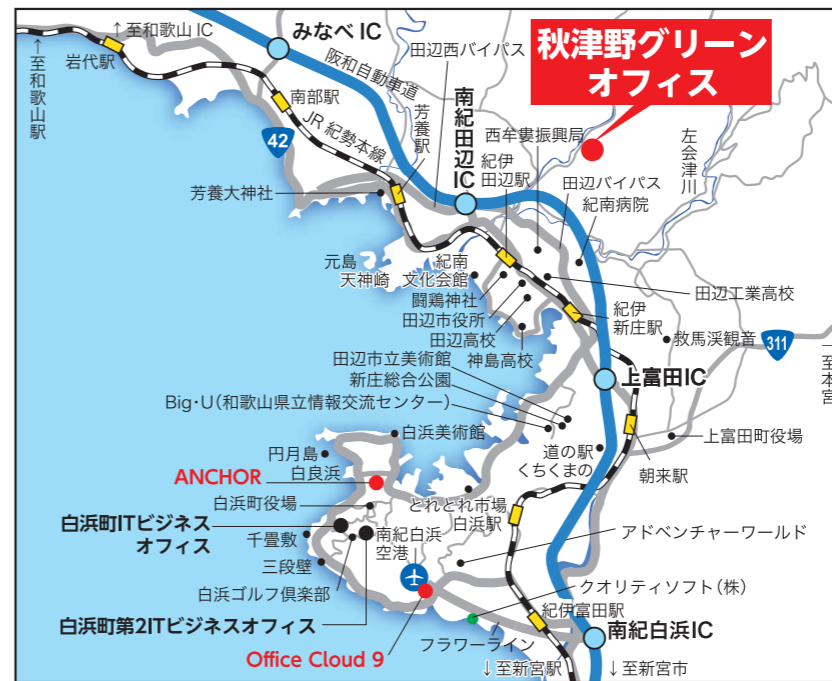 ↑至和歌山IC
みなべIC
田辺西バイパス
秋津野グリーン
オフィス
↑至和歌山駅
岩代駅
阪和自動車道
南部駅
芳養駅
南紀田辺IC
西牟婁振興局
左会津川
42
JR紀勢本線
紀伊
田辺駅
田辺バイパス
紀南病院
芳養大神社
元島
天神崎
紀南
文化会館
闘鶏神社
田辺市役所
田辺高校
神島高校
田辺工業高校
紀伊
新庄駅
救馬渓観音
311
至本宮
田辺市立美術館
新庄総合公園
Big・U(和歌山県立情報交流センター)
上富田IC
白浜美術館
円月島
白良浜
道の駅
くちくまの
上富田町役場
朝来駅
ANCHOR
白浜町役場
とれとれ市場
白浜駅
白浜町ITビジネス
オフィス
南紀白浜
空港
アドベンチャーワールド
千畳敷
三段壁
白浜ゴルフ倶楽部
クオリティソフト(株)
紀伊富田駅
白浜町第2ITビジネスオフィス
フラワーライン
南紀白浜IC
Office Cloud 9
↓至新宮駅
↓至新宮市